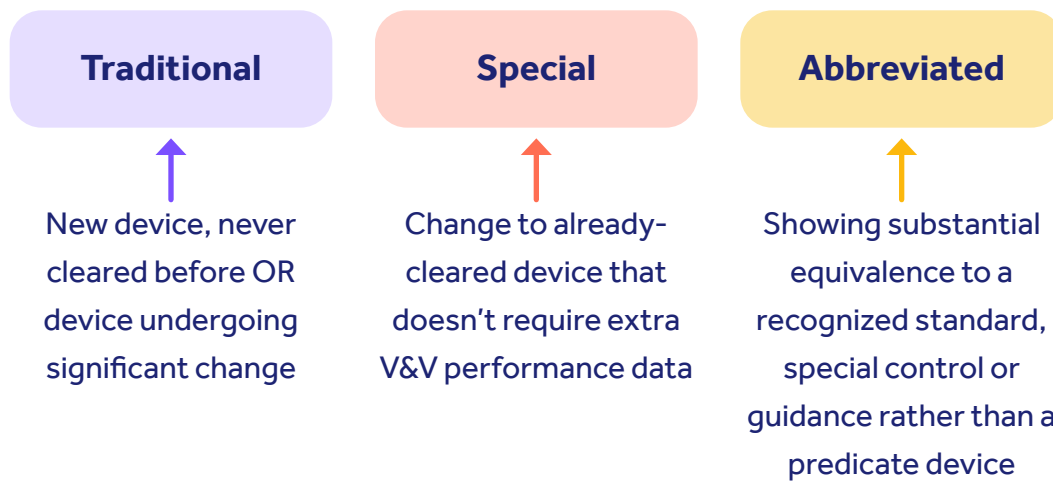 Traditional
New device, never
cleared before OR
device undergoing
significant change
Special
Change to already-
cleared device that
doesn't require extra
V&V performance data
Abbreviated
Showing substantial
equivalence to a
recognized standard,
special control or
guidance rather than a
predicate device